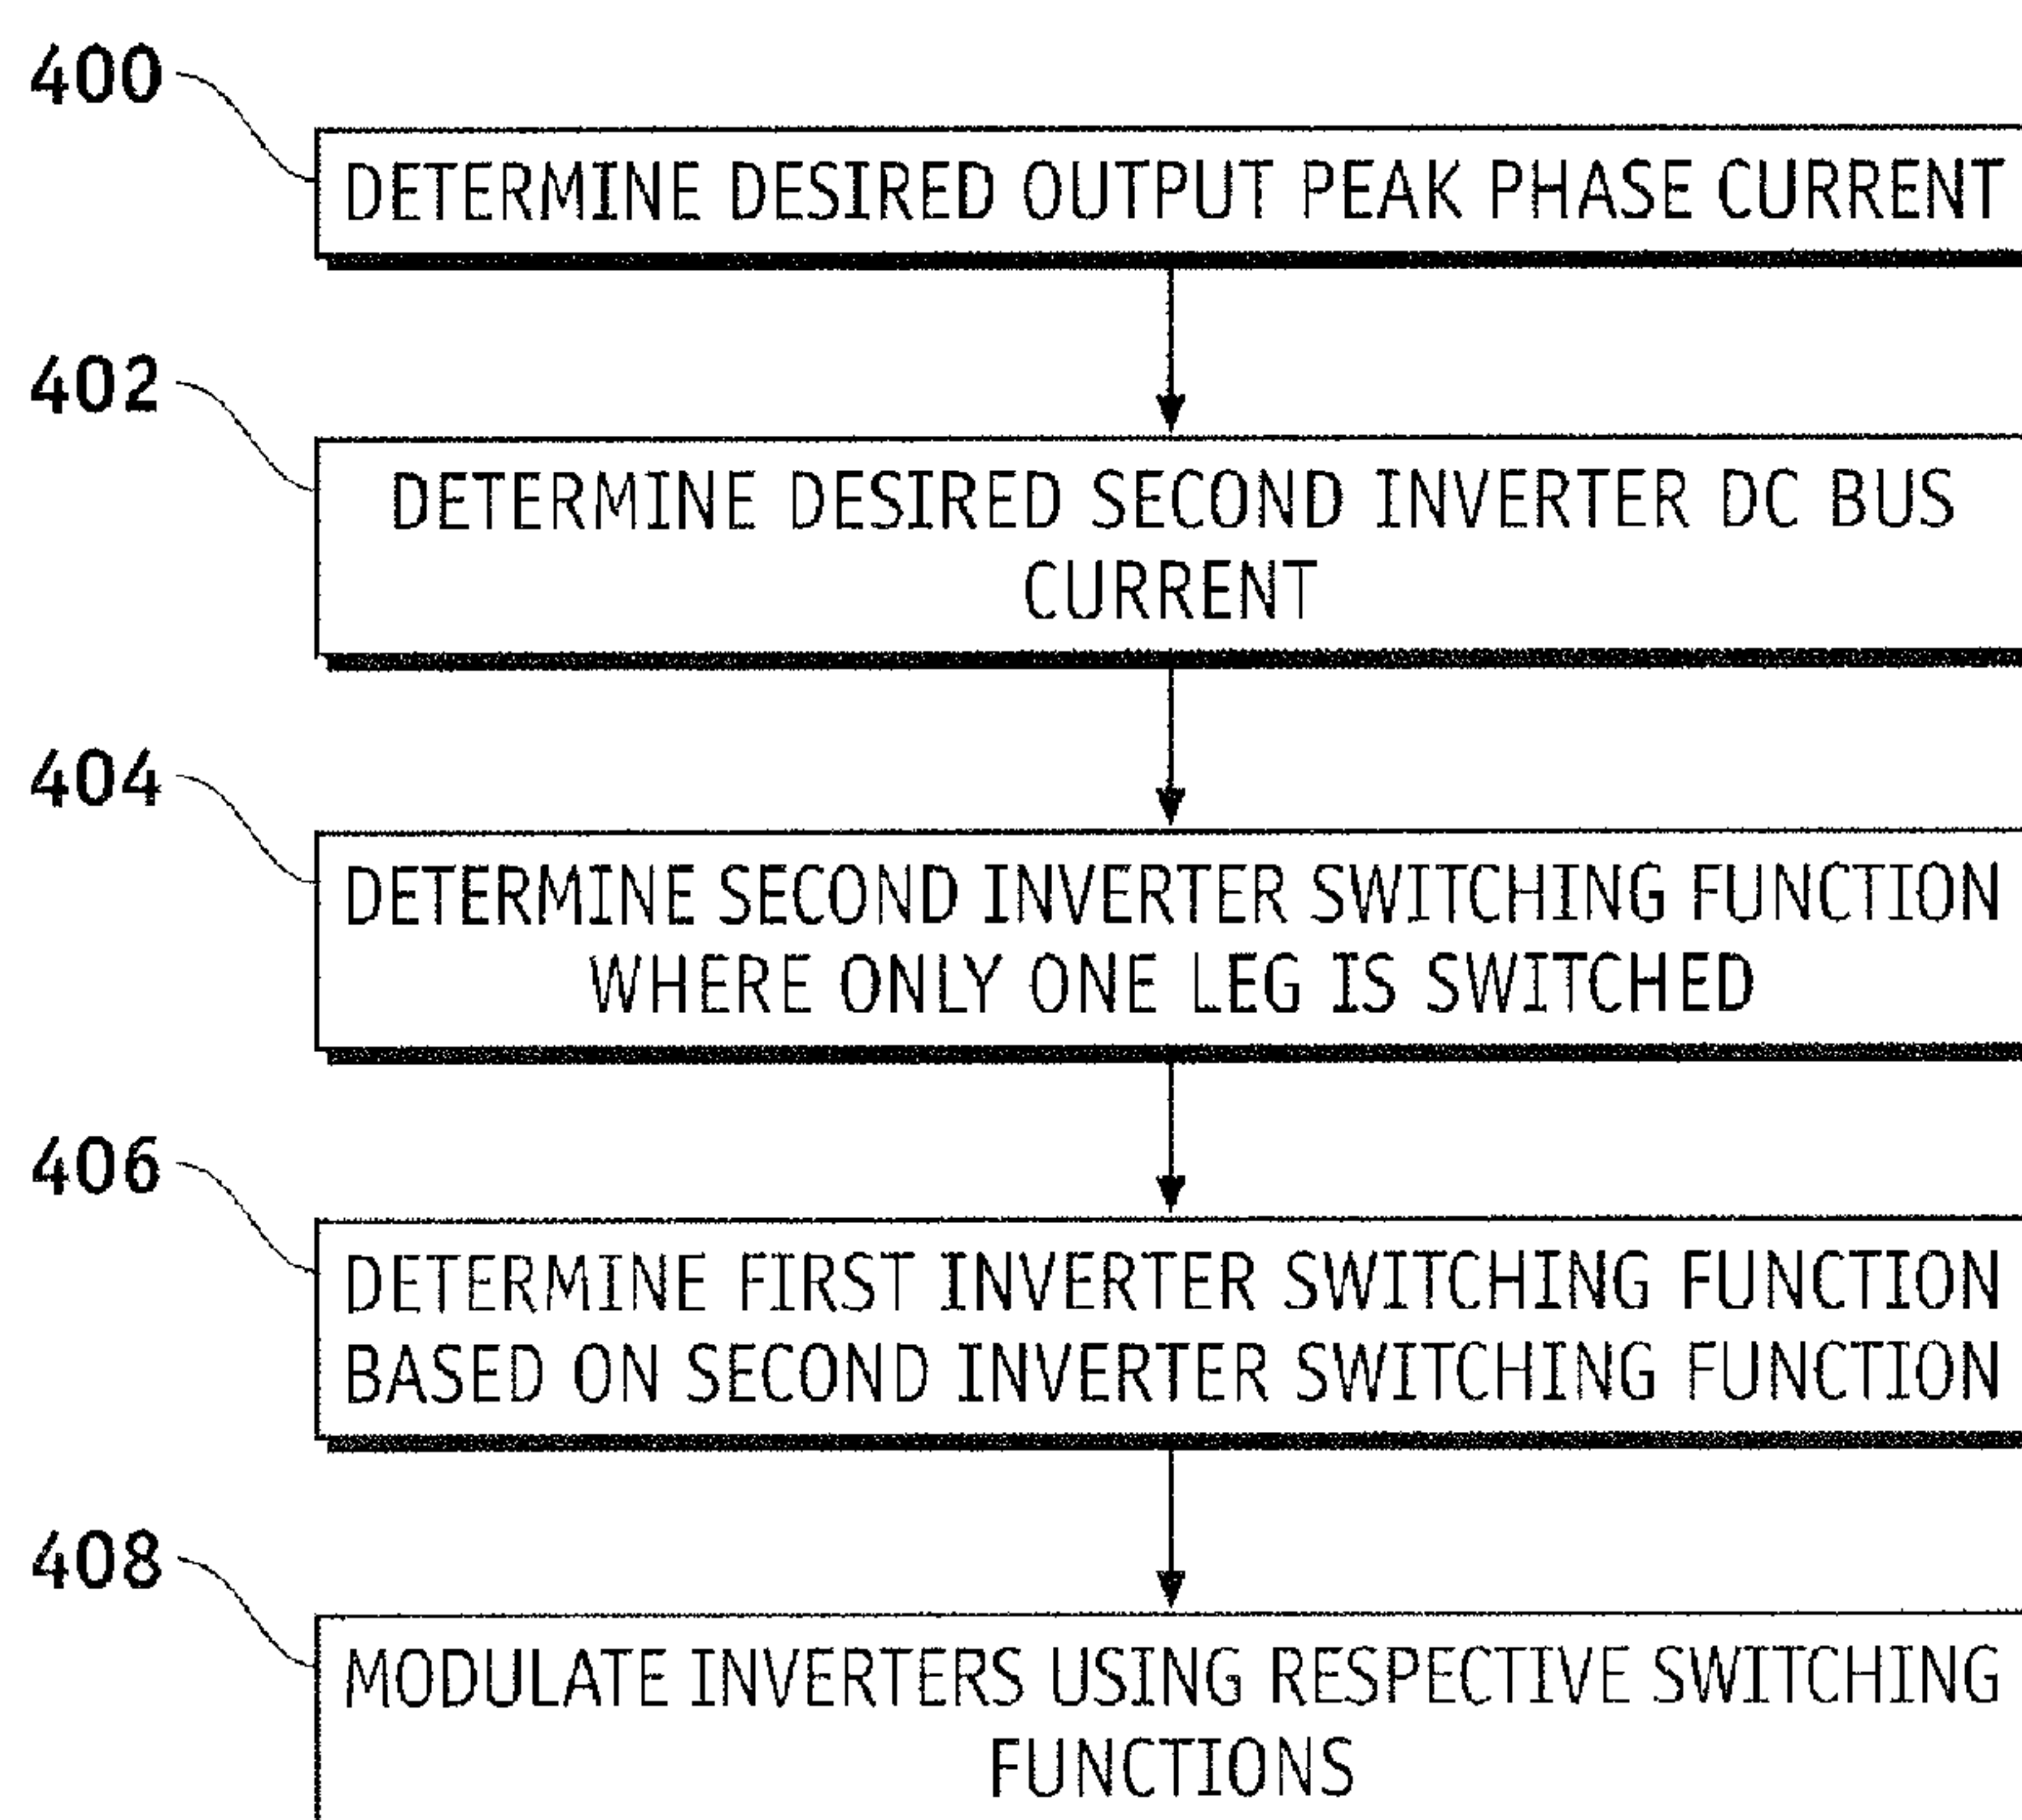 400
DETERMINE DESIRED OUTPUT PEAK PHASE CURRENT
402
DETERMINE DESIRED SECOND INVERTER DC BUS
CURRENT
404
DETERMINE SECOND INVERTER SWITCHING FUNCTION
WHERE ONLY ONE LEG IS SWITCHED
406
DETERMINE FIRST INVERTER SWITCHING FUNCTION
BASED ON SECOND INVERTER SWITCHING FUNCTION
408
MODULATE INVERTERS USING RESPECTIVE SWITCHING
FUNCTIONS